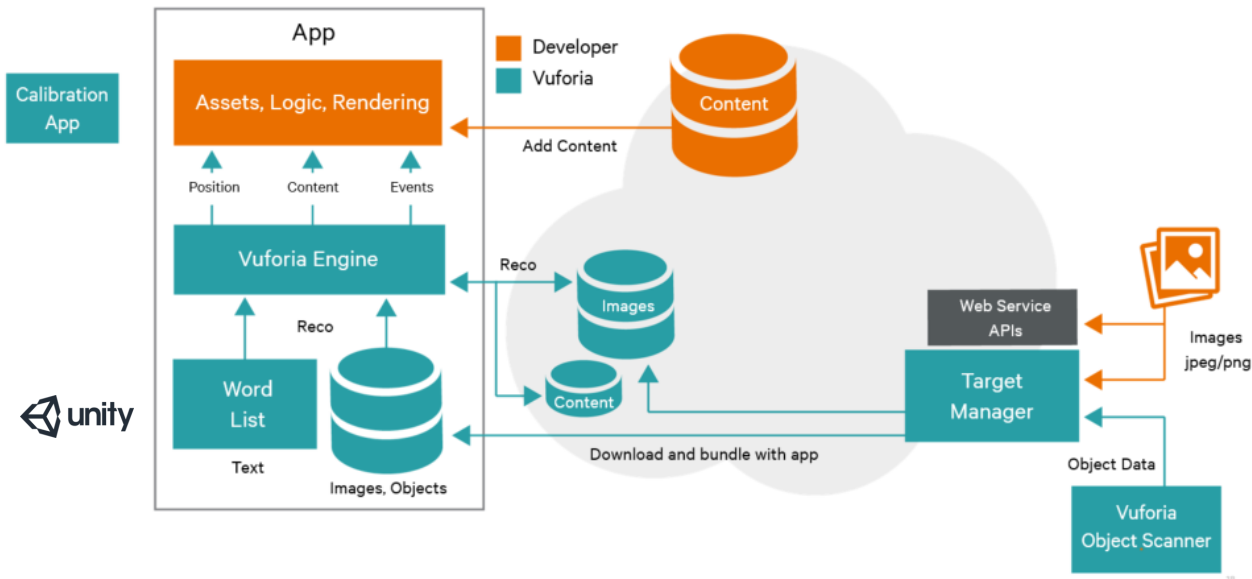 App
Developer
Vuforia
Calibration
App
Assets, Logic, Rendering
Content
Add Content
Position
Content
Events
Vuforia Engine
Reco
Images
Reco
Web Service
APIs
Images
jpeg/png
Word
List
Content
Target
Manager
unity
Text
Images, Objects
Download and bundle with app
Object Data
Vuforia
Object Scanner